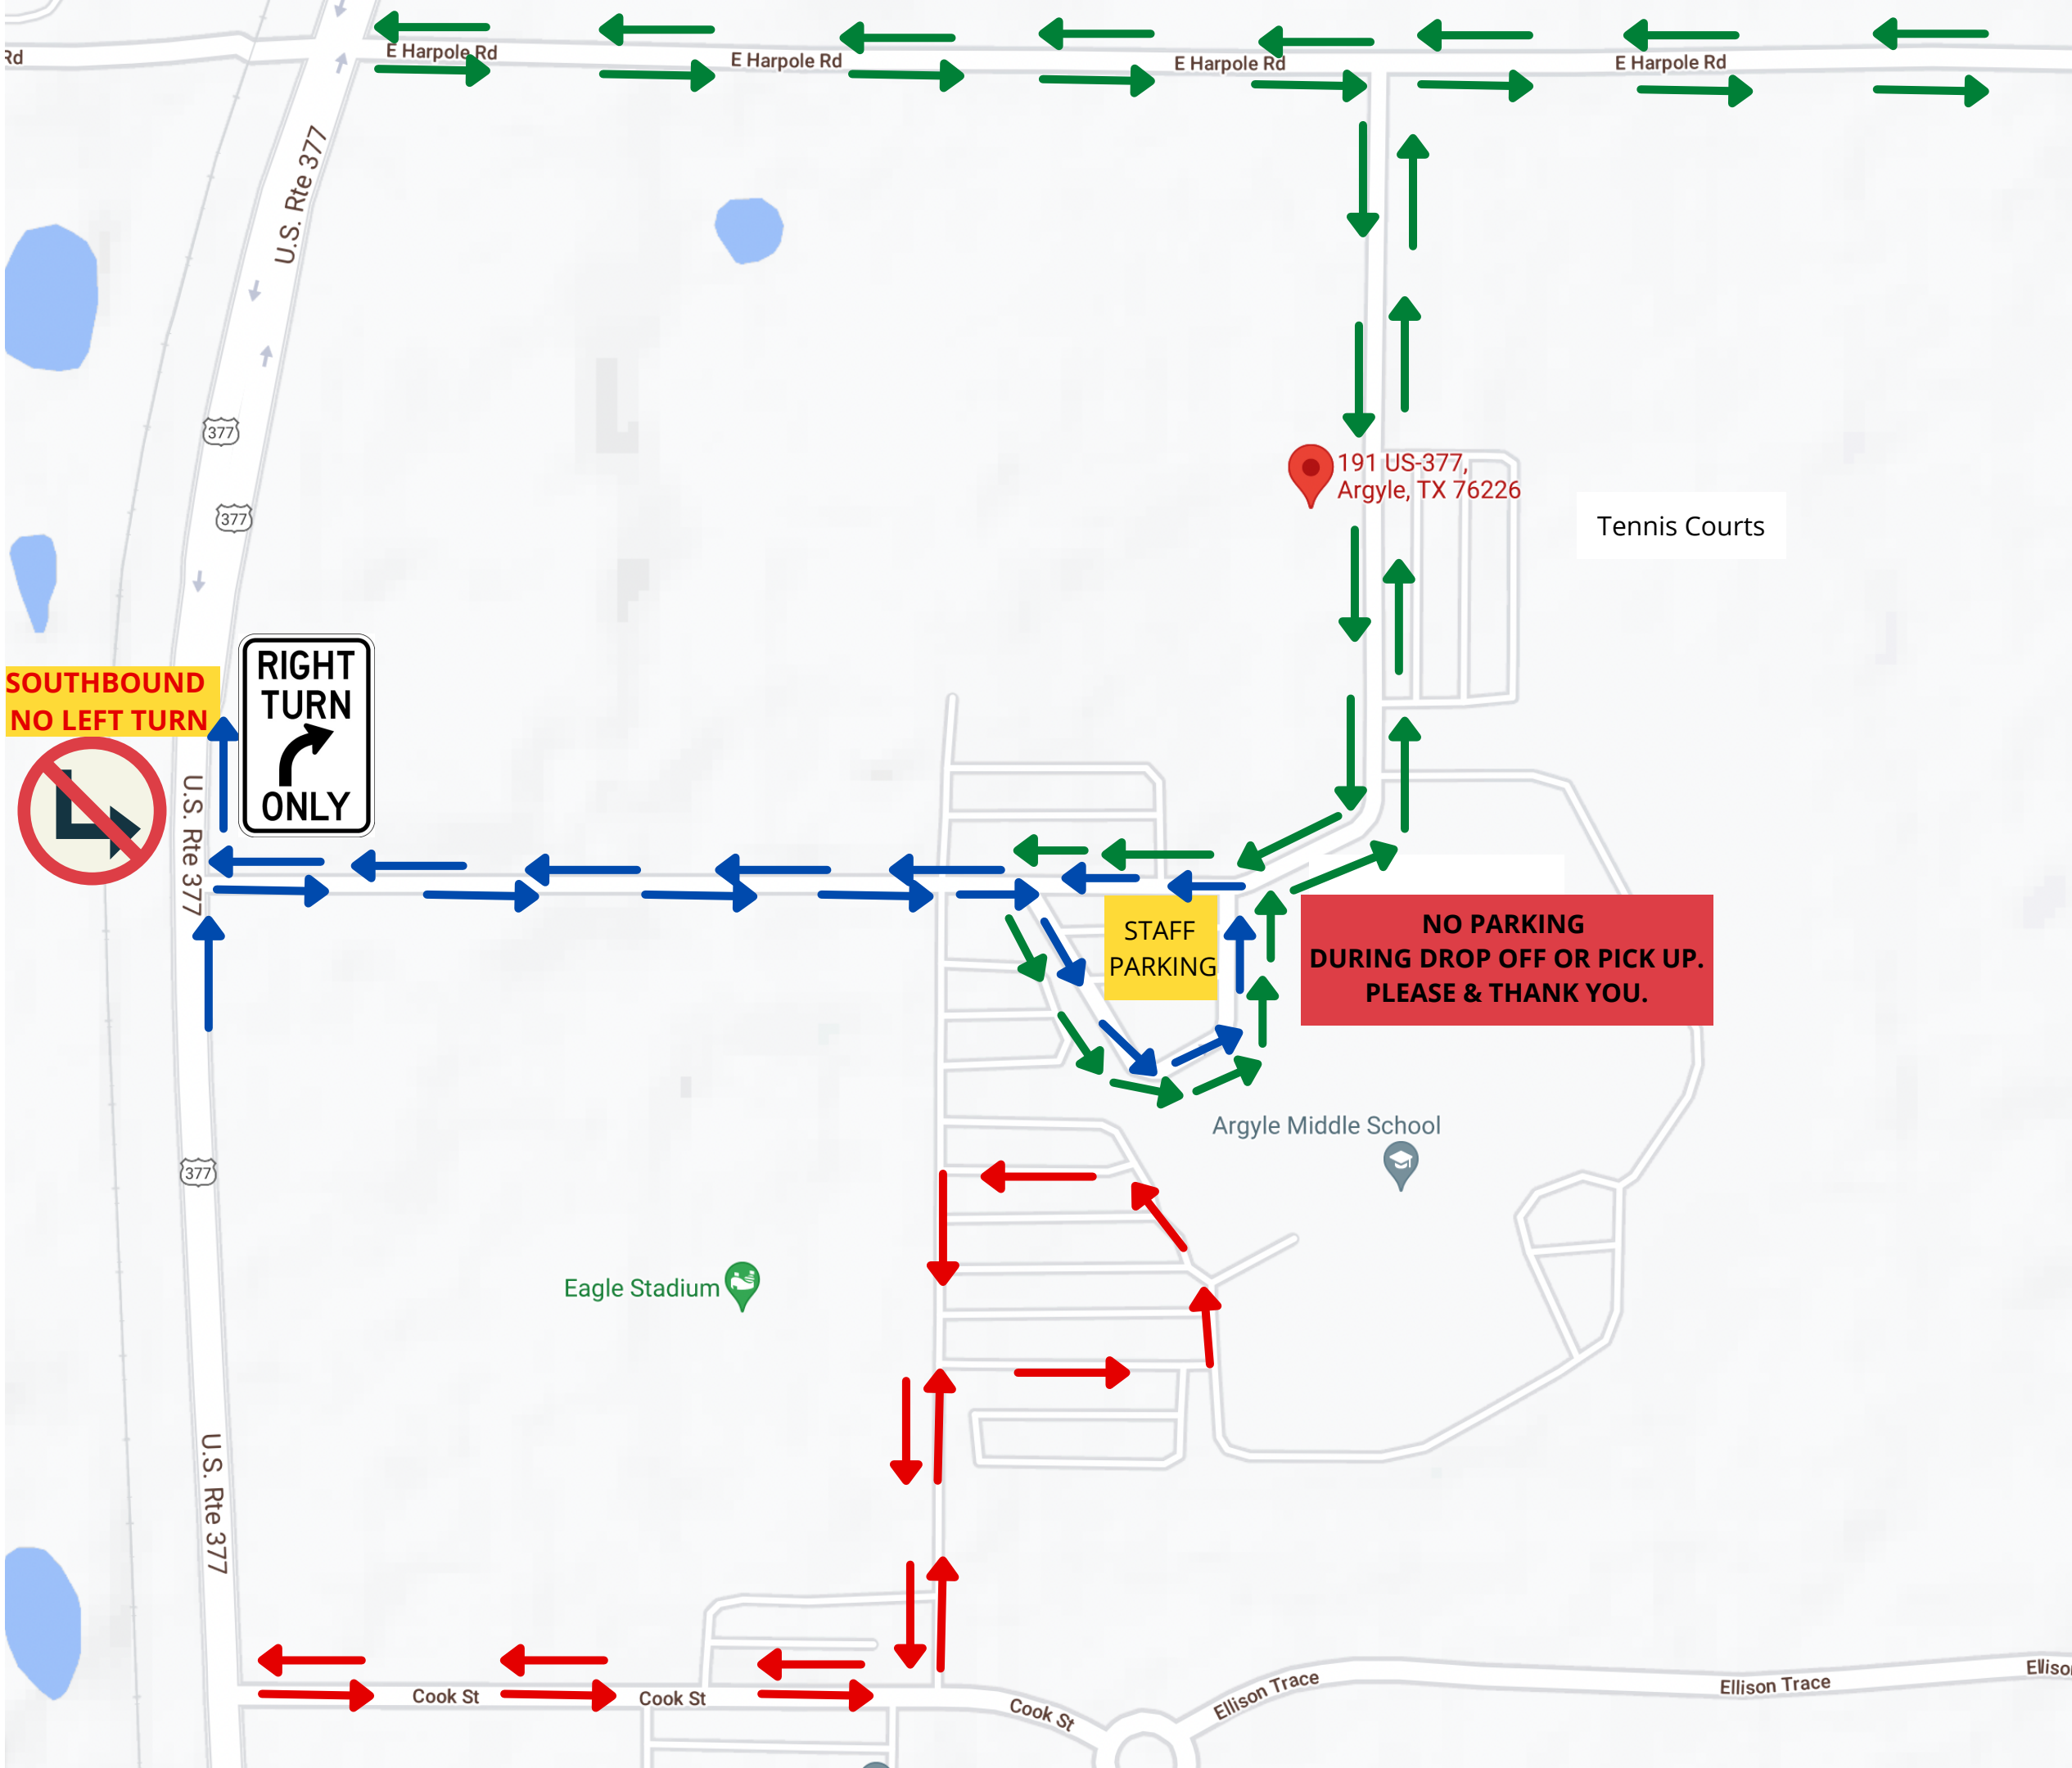 E Harpole Rd
E Harpole Rd
E Harpole Rd
E Harpole Rd
Rd
U.S. Rte 377
377
191 US-377,
Argyle, TX 76226
377
Tennis Courts
RIGHT
TURN
ONLY
SOUTHBOUND
NO LEFT TURN
U.S. Rte 377
STAFF
PARKING
NO PARKING
DURING DROP OFF OR PICK UP.
PLEASE & THANK YOU.
Argyle Middle School
377
Eagle Stadium
U.S. Rte 377
Cook St
Cook St
Cook St
Ellison Trace
Ellison Trace
Elliso